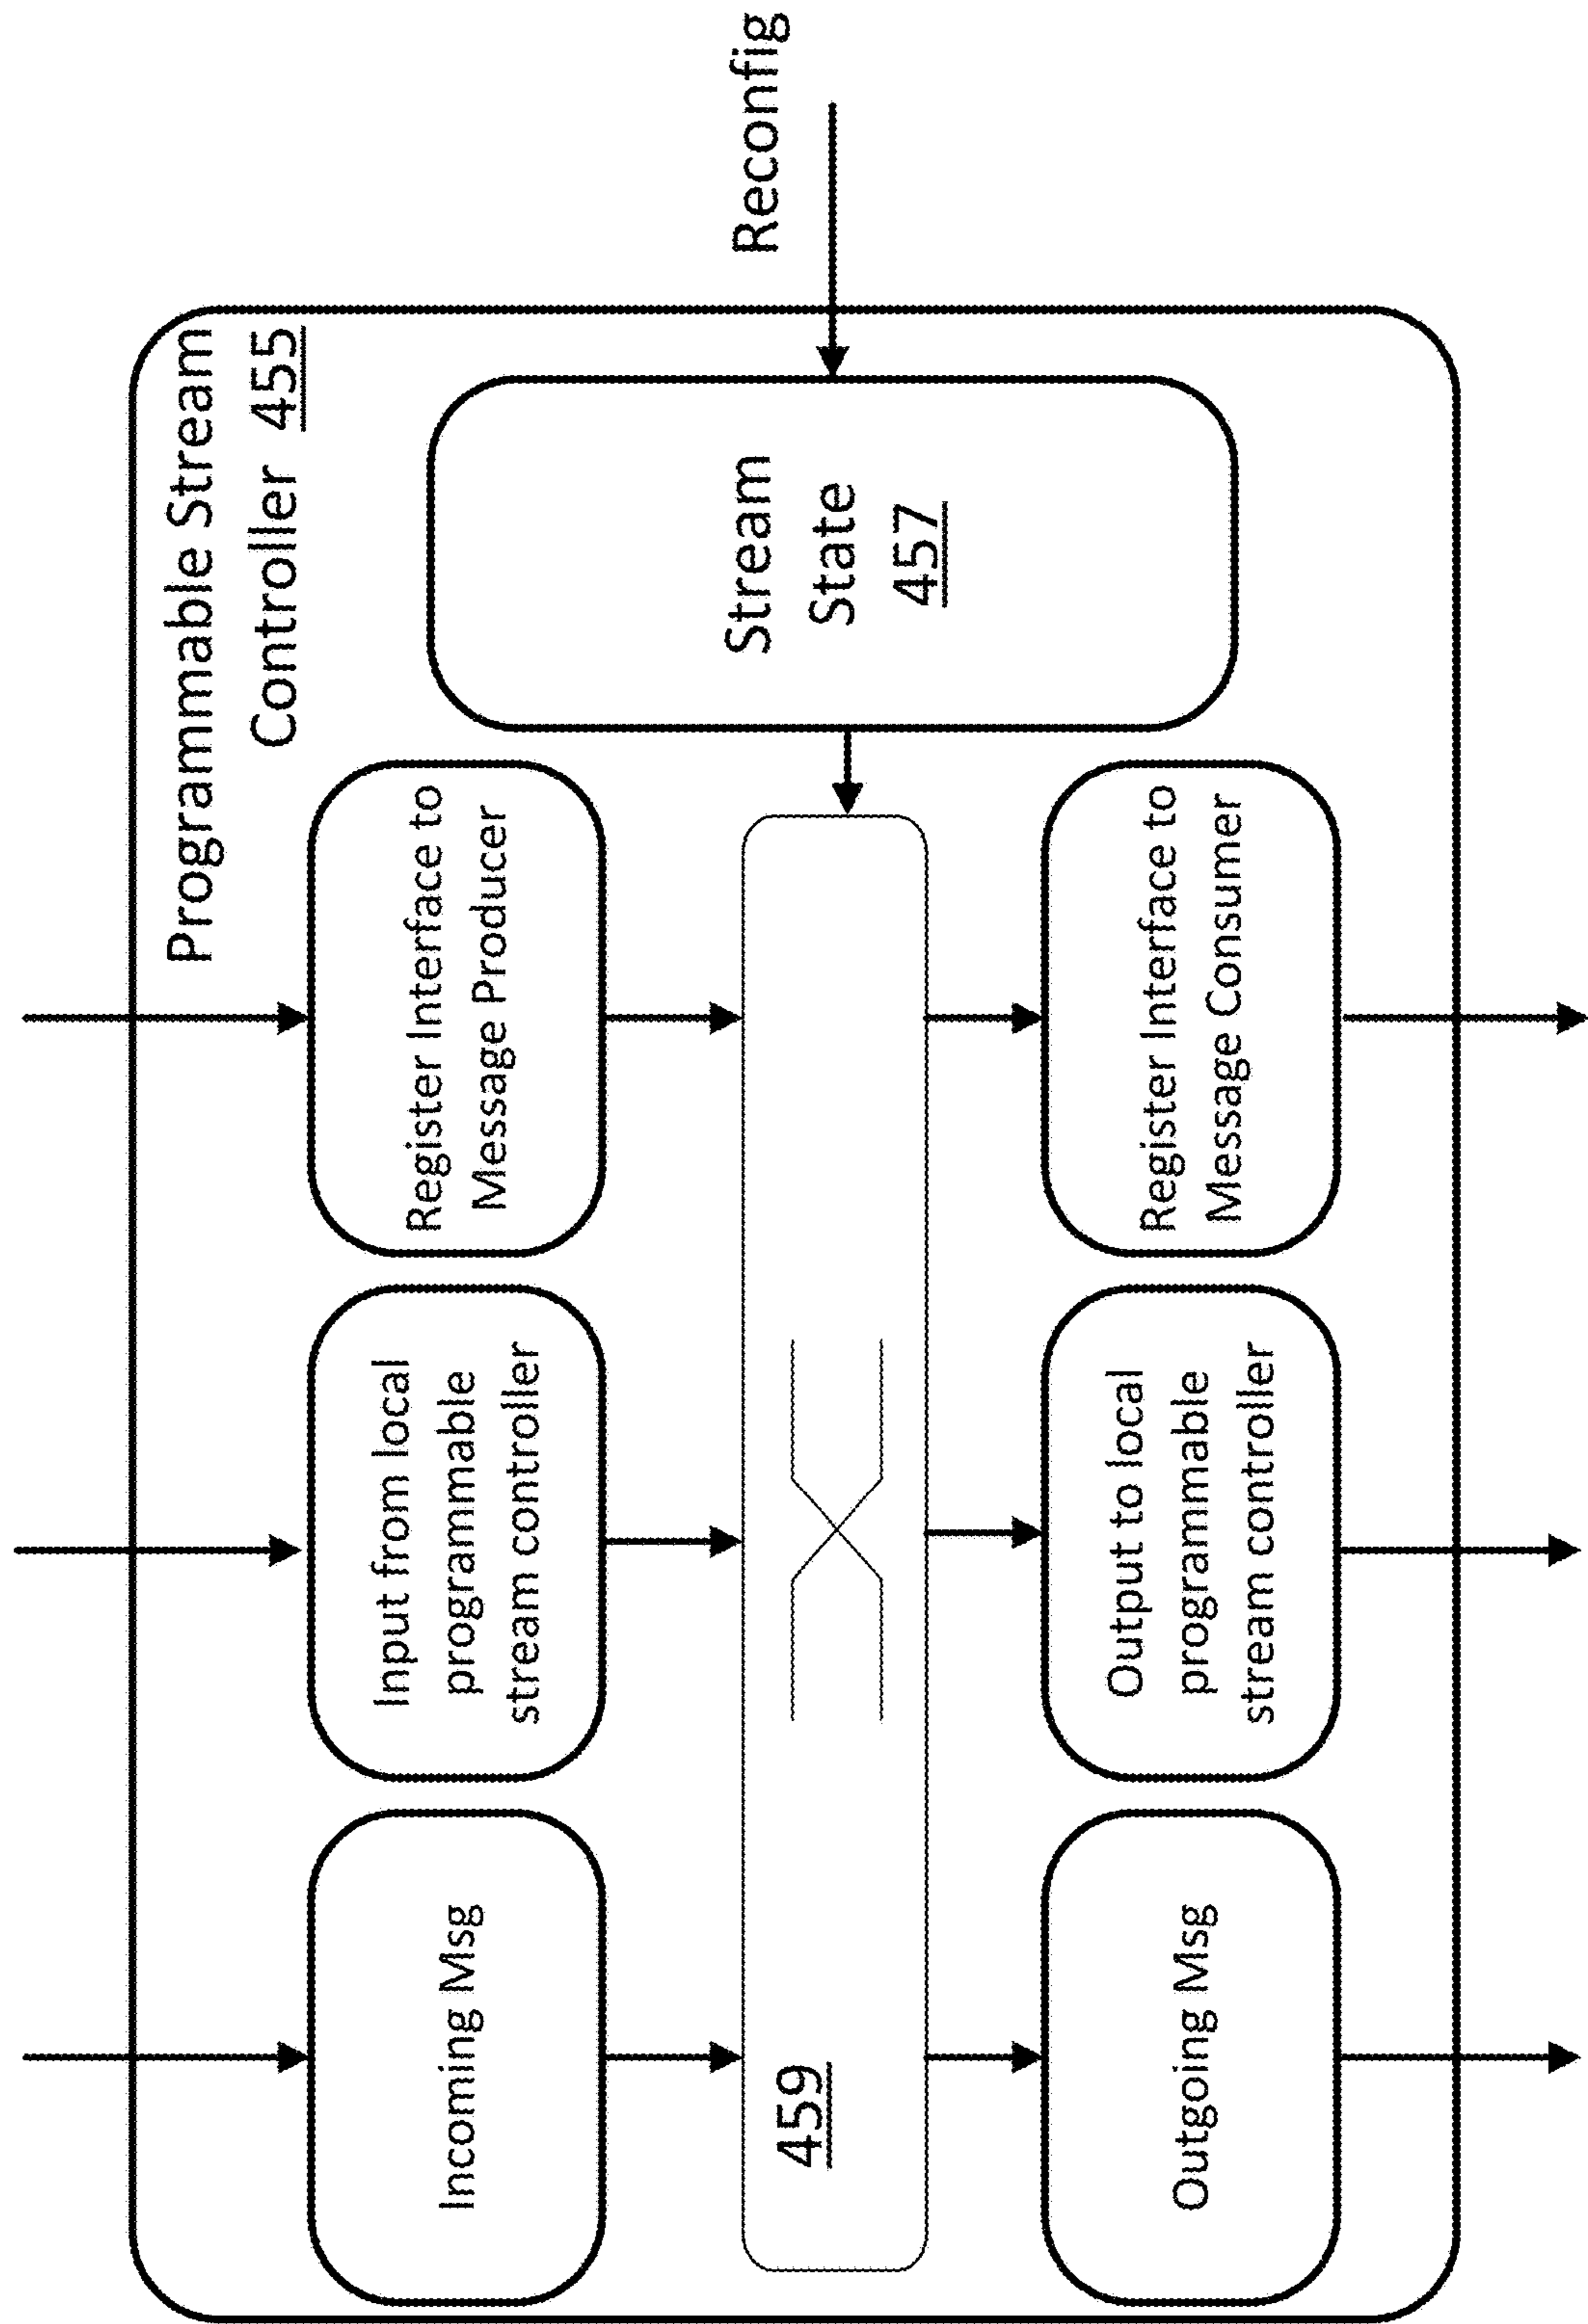 Programmable Stream
Controller 455
Incoming Msg
Input from local
programmable
stream controller
Register Interface to
Message Producer
459
Stream
State
457
Reconfig
Outgoing Msg
Output to local
programmable
stream controller
Register Interface to
Message Consumer